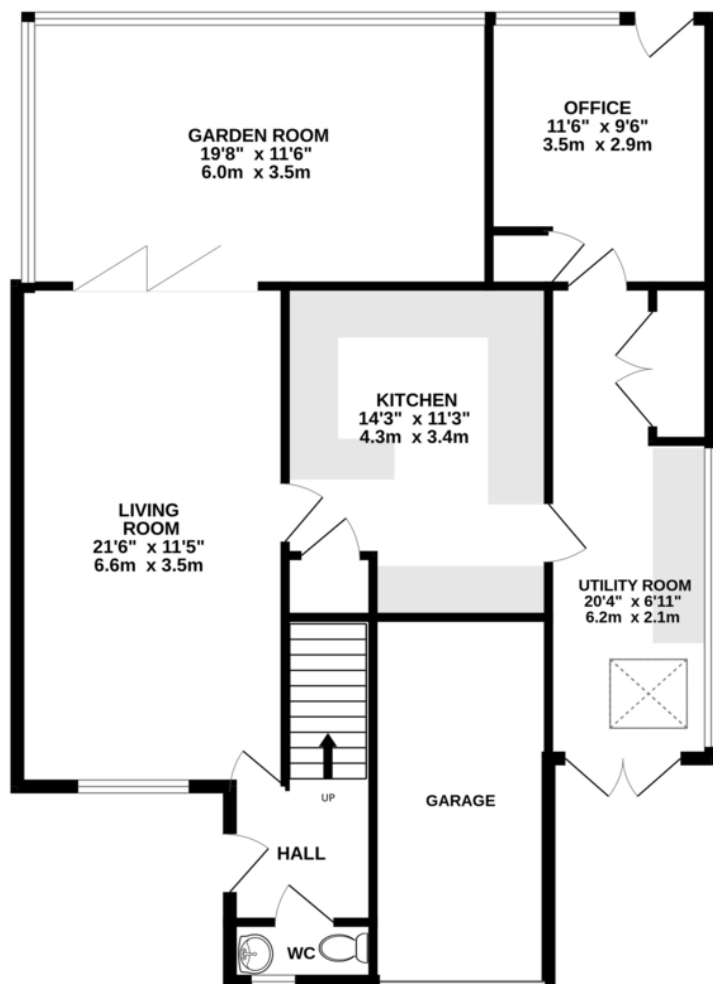 OFFICE
11'6" x 9'6"
3.5m x 2.9m
GARDEN ROOM
19'8" x 11'6"
6.0m x 3.5m
KITCHEN
14'3" x 11'3"
4.3m x 3.4m
LIVING
ROOM
21'6" x 11'5"
6.6m x 3.5m
UTILITY ROOM
20'4" x 6'11"
6.2m x 2.1m
UP
GARAGE
HALL
WC